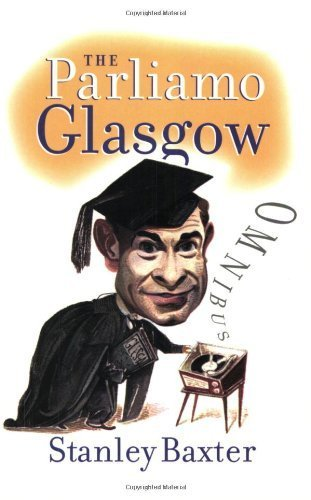 THE
Parliamo
Glasgow
OMNIBUS
Stanley Baxter